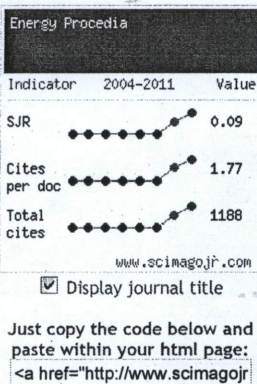 Energy Procedia
Indicator 2004-2011 Value
SJR 0.09
Cites per doc 1.77
Total cites 1188
www.scimagojr.com
Display journal title
Just copy the code below and
paste within your html page:
<a href="http://www.scimagojr